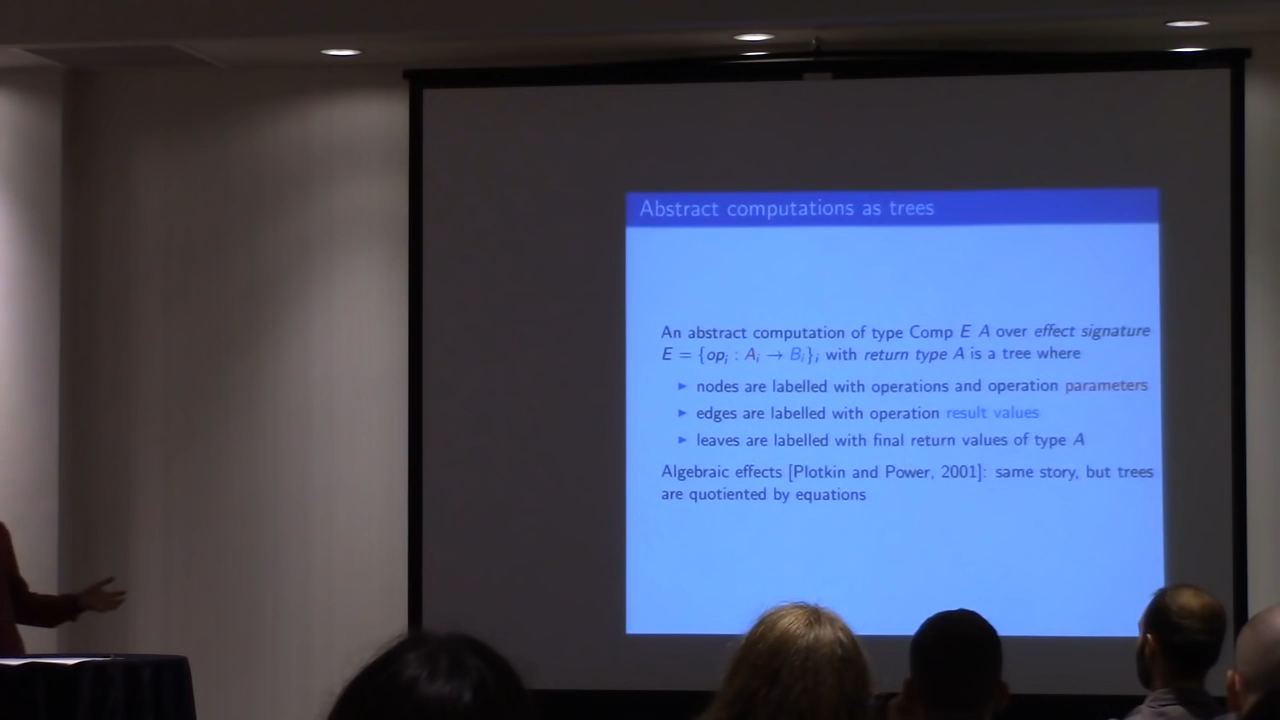 Abstract computations as trees
An abstract computation of type Comp E A over effect signature
E = {opᵢ : Aᵢ → Bᵢ}ᵢ with return type A is a tree where
► nodes are labelled with operations and operation parameters
► edges are labelled with operation result values
► leaves are labelled with final return values of type A
Algebraic effects [Plotkin and Power, 2001]: same story, but trees
are quotiented by equations